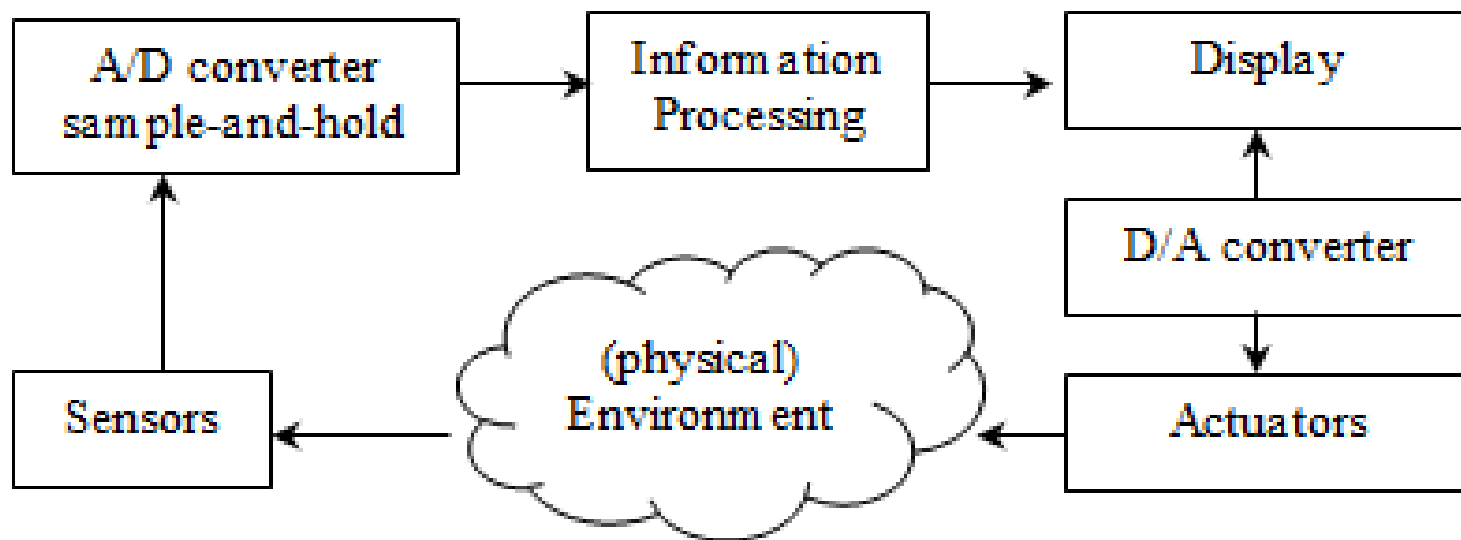 A/D converter
sample-and-hold
Information
Processing
Display
D/A converter
(physical)
Environment
Sensors
Actuators